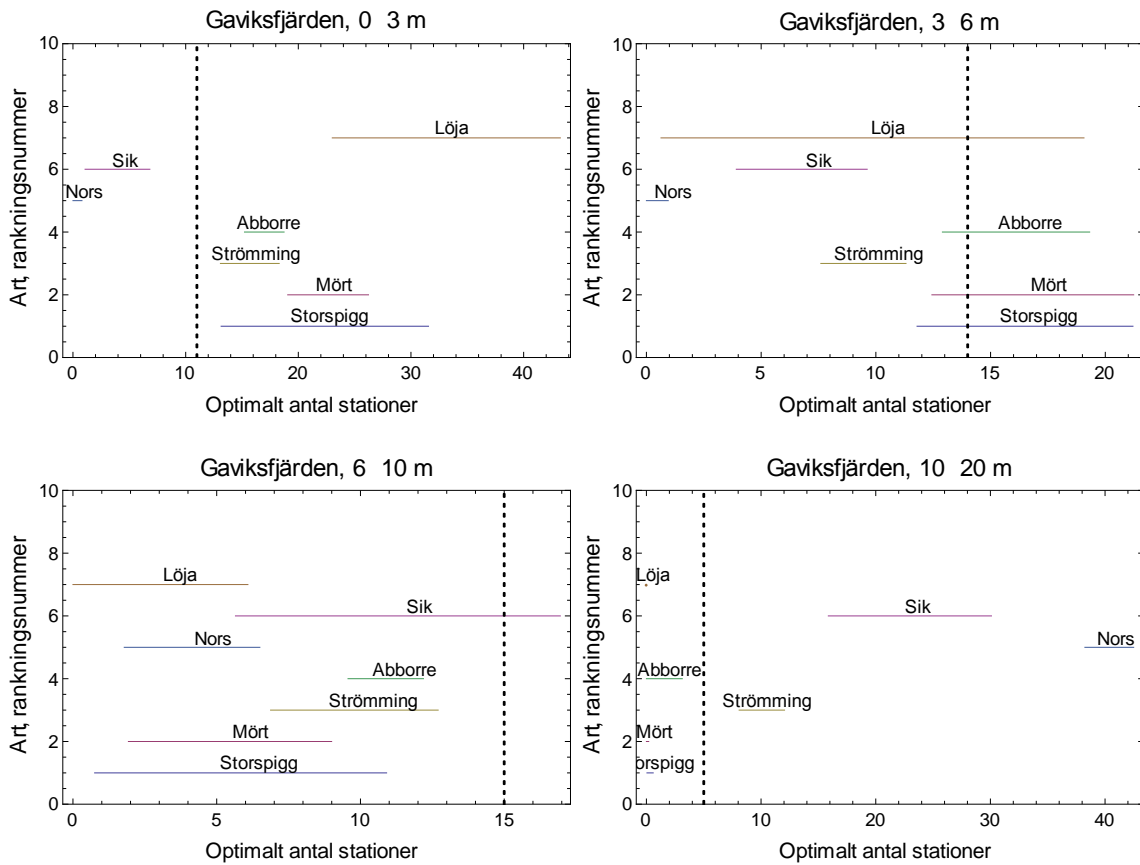 Gaviksfjärden, 0 3 m
10
8
6
4
2
0
Art, rankningsnummer
Löja
Sik
Nors
Abborre
Strömming
Mört
Storspigg
0 10 20 30 40
Optimalt antal stationer
Gaviksfjärden, 3 6 m
10
8
6
4
2
0
Art, rankningsnummer
Löja
Sik
Nors
Abborre
Strömming
Mört
Storspigg
0 5 10 15 20
Optimalt antal stationer
Gaviksfjärden, 6 10 m
10
8
6
4
2
0
Art, rankningsnummer
Löja
Sik
Nors
Abborre
Strömming
Mört
Storspigg
0 5 10 15
Optimalt antal stationer
Gaviksfjärden, 10 20 m
10
8
6
4
2
0
Art, rankningsnummer
Löja
Sik
Nors
Abborre
Strömming
Mört
orspigg
0 10 20 30 40
Optimalt antal stationer